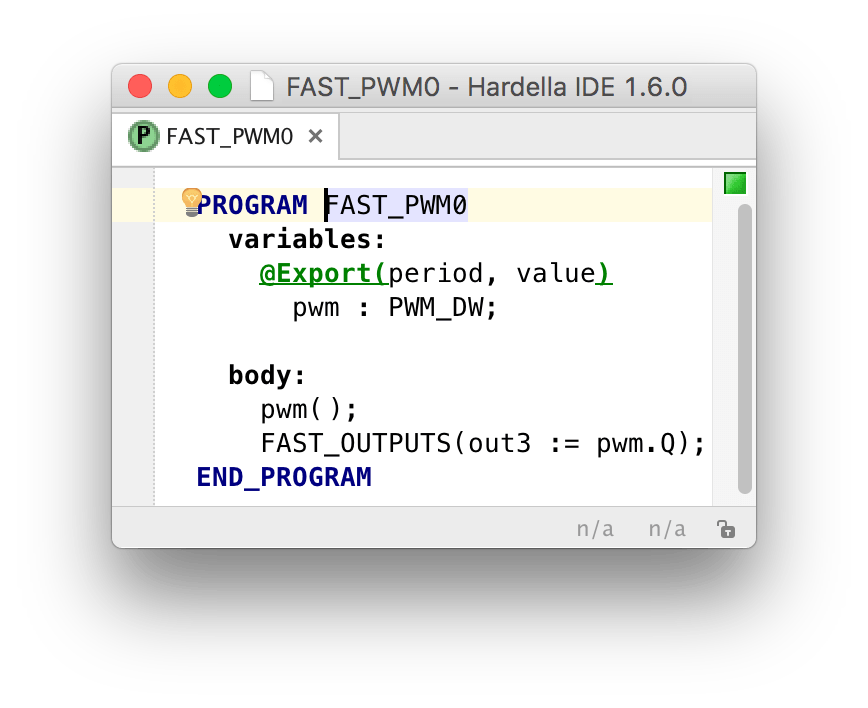 FAST_PWM0 - Hardella IDE 1.6.0
P FAST_PWM0 ×
PROGRAM FAST_PWM0
variables:
@Export(period, value)
pwm : PWM_DW;
body:
pwm();
FAST_OUTPUTS(out3 := pwm.Q);
END_PROGRAM
n/a n/a